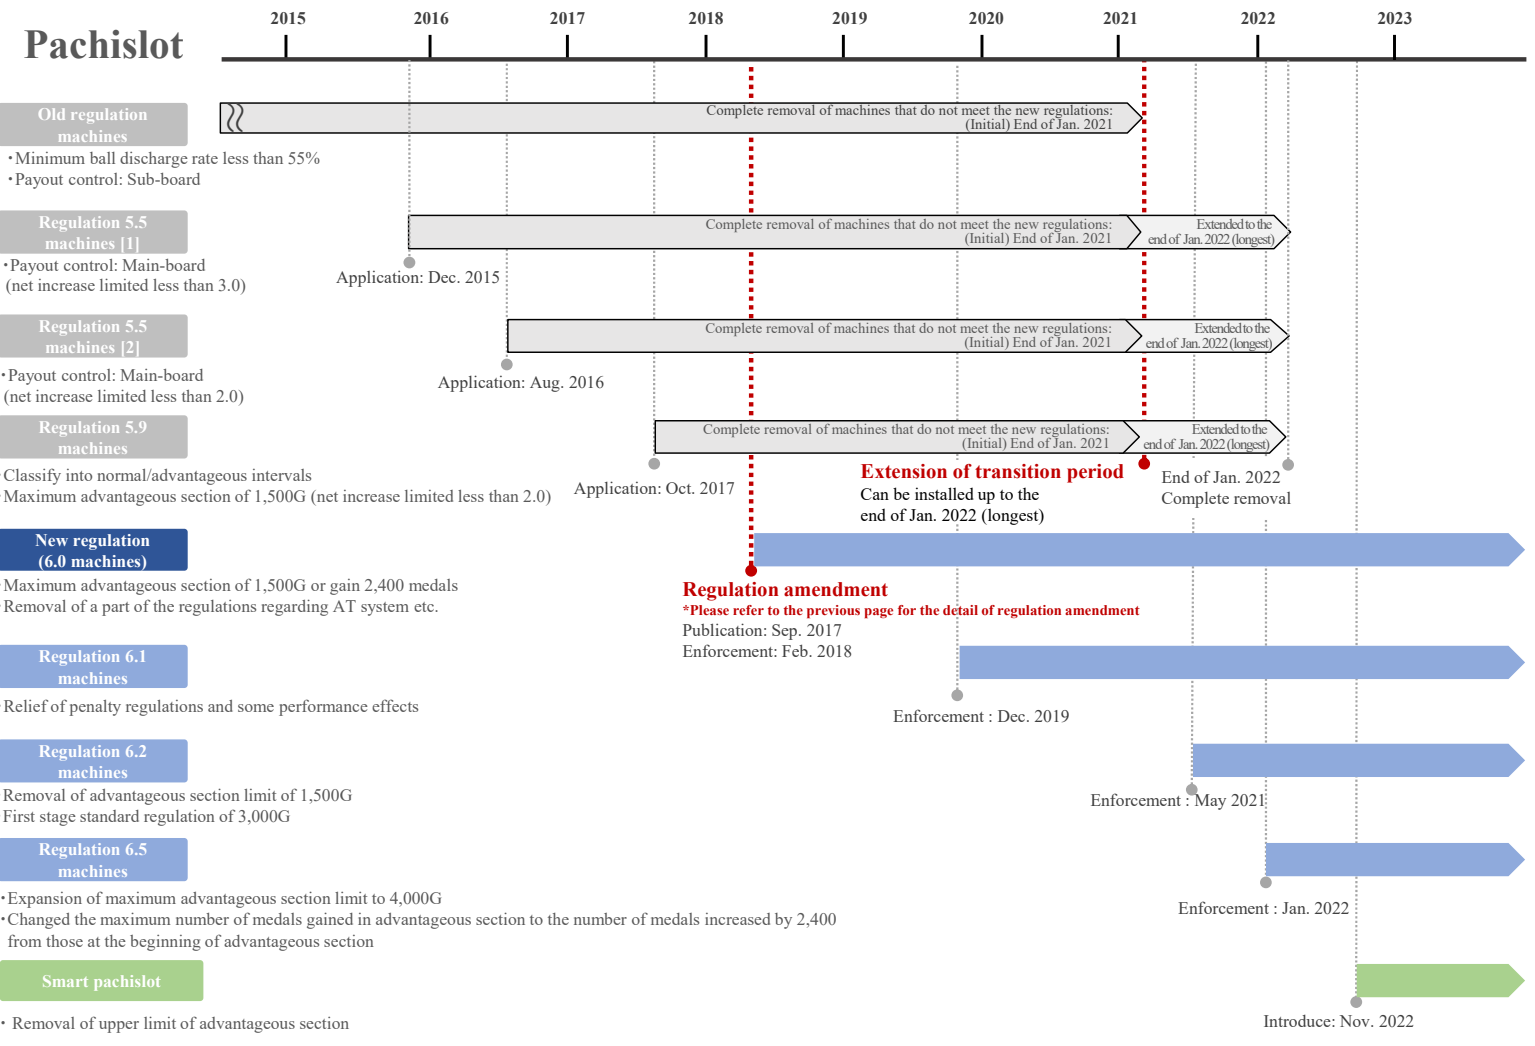 2015 2016 2017 2018 2019 2020 2021 2022 2023
Pachislot
Old regulation
machines
Complete removal of machines that do not meet the new regulations:
(Initial) End of Jan. 2021
・Minimum ball discharge rate less than 55%
・Payout control: Sub-board
Regulation 5.5
machines [1]
Complete removal of machines that do not meet the new regulations:
(Initial) End of Jan. 2021
Extended to the
end of Jan. 2022 (longest)
・Payout control: Main-board
(net increase limited less than 3.0)
Application: Dec. 2015
Regulation 5.5
machines [2]
Complete removal of machines that do not meet the new regulations:
(Initial) End of Jan. 2021
Extended to the
end of Jan. 2022 (longest)
・Payout control: Main-board
(net increase limited less than 2.0)
Application: Aug. 2016
Regulation 5.9
machines
Complete removal of machines that do not meet the new regulations:
(Initial) End of Jan. 2021
Extended to the
end of Jan. 2022 (longest)
・Classify into normal/advantageous intervals
・Maximum advantageous section of 1,500G (net increase limited less than 2.0)
Application: Oct. 2017
Extension of transition period
Can be installed up to the
end of Jan. 2022 (longest)
End of Jan. 2022
Complete removal
New regulation
(6.0 machines)
・Maximum advantageous section of 1,500G or gain 2,400 medals
・Removal of a part of the regulations regarding AT system etc.
Regulation amendment
*Please refer to the previous page for the detail of regulation amendment
Publication: Sep. 2017
Enforcement: Feb. 2018
Regulation 6.1
machines
・Relief of penalty regulations and some performance effects
Enforcement : Dec. 2019
Regulation 6.2
machines
・Removal of advantageous section limit of 1,500G
・First stage standard regulation of 3,000G
Enforcement : May 2021
Regulation 6.5
machines
・Expansion of maximum advantageous section limit to 4,000G
・Changed the maximum number of medals gained in advantageous section to the number of medals increased by 2,400
from those at the beginning of advantageous section
Enforcement : Jan. 2022
Smart pachislot
・ Removal of upper limit of advantageous section
Introduce: Nov. 2022